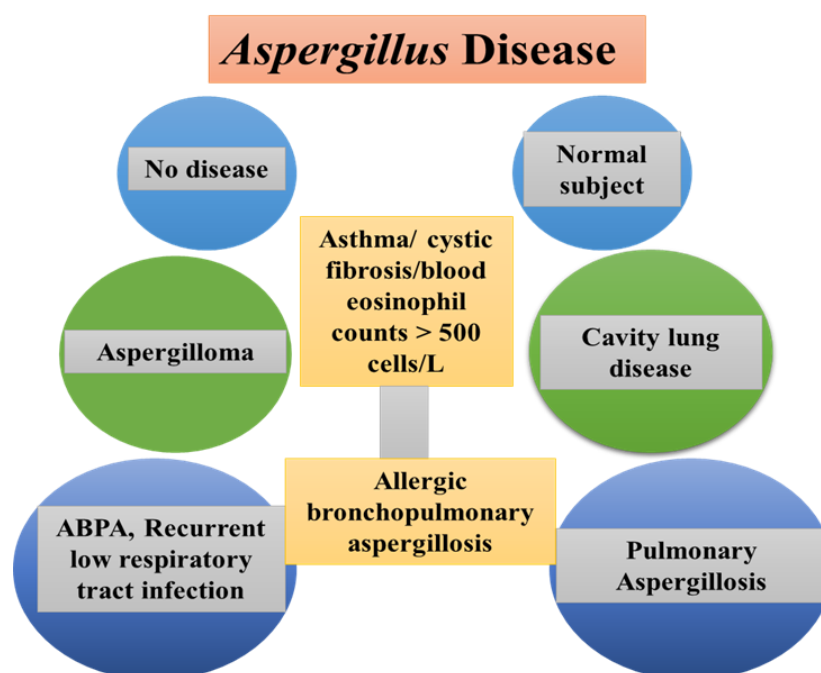 Aspergillus Disease
No disease
Normal
subject
Asthma/ cystic
fibrosis/blood
eosinophil
counts > 500
cells/L
Aspergilloma
Cavity lung
disease
Allergic
bronchopulmonary
aspergillosis
ABPA, Recurrent
low respiratory
tract infection
Pulmonary
Aspergillosis